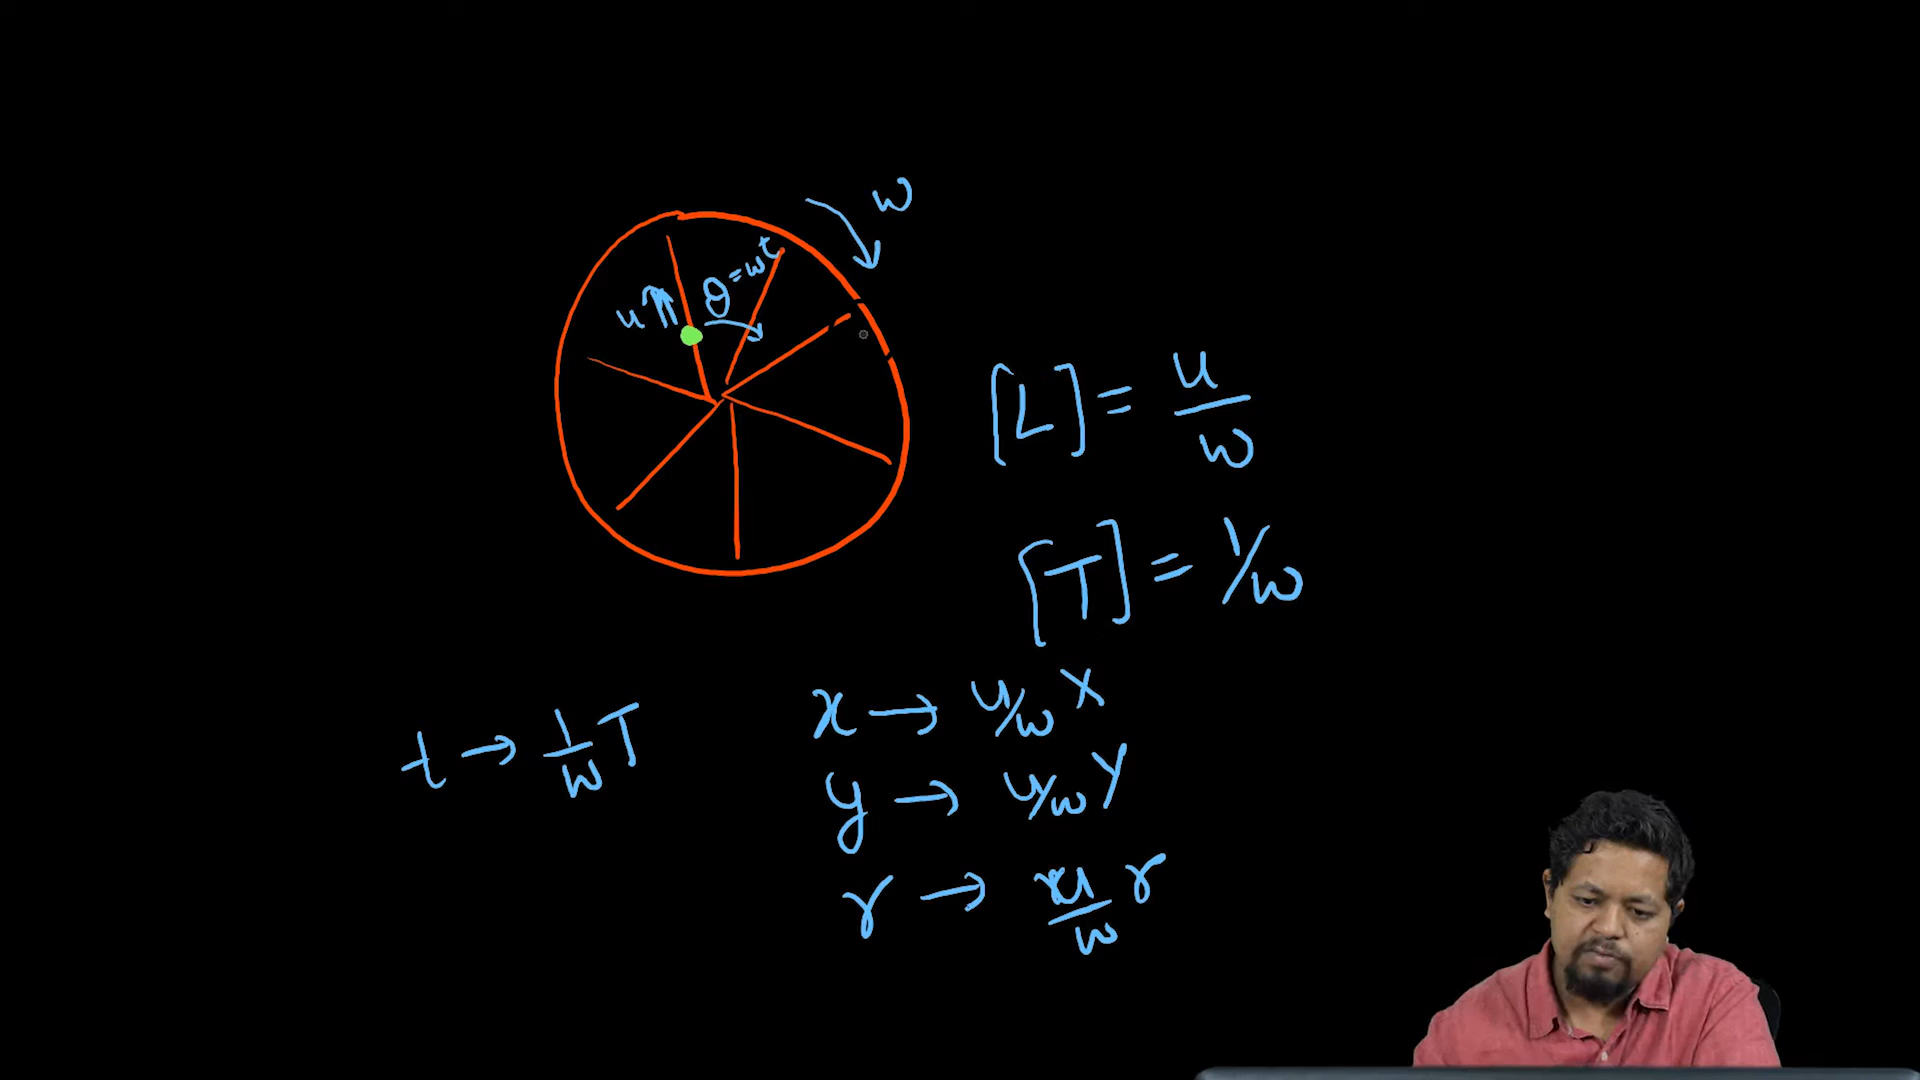 ω
θ=ωt
u
[L] = u/ω
[T] = 1/ω
t → 1/ω T
x → u/ω X
y → u/ω Y
r → u/ω r